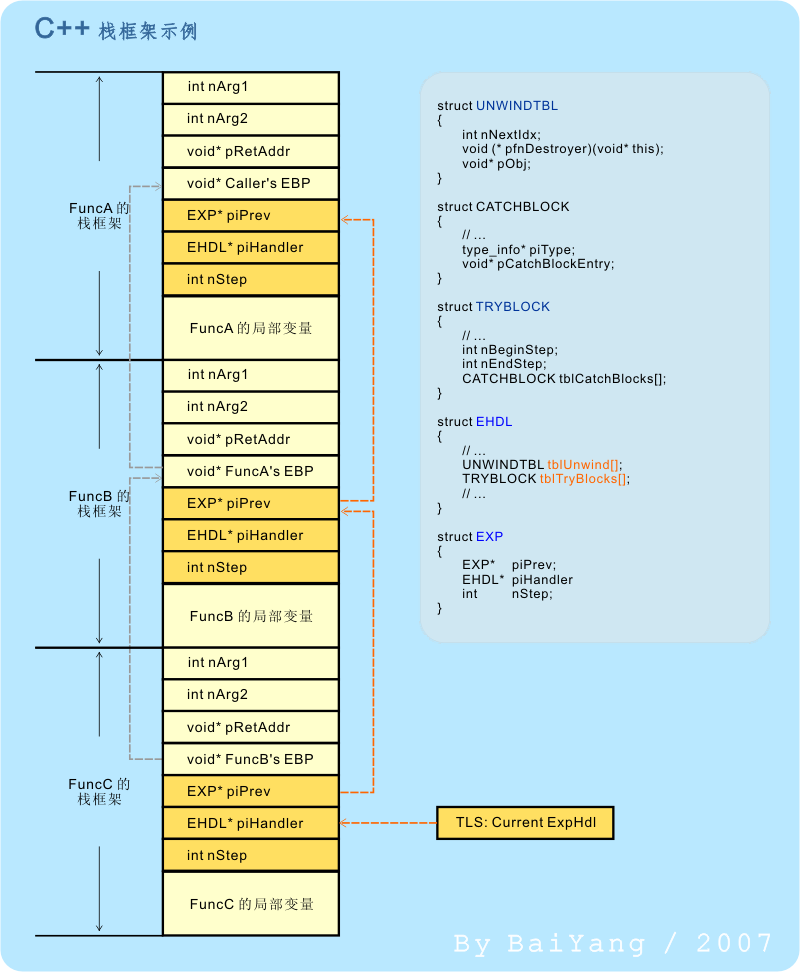 C++ 栈框架示例
int nArg1
int nArg2
void* pRetAddr
void* Caller's EBP
FuncA 的
栈框架
EXP* piPrev
EHDL* piHandler
int nStep
FuncA 的局部变量
int nArg1
int nArg2
void* pRetAddr
void* FuncA's EBP
FuncB 的
栈框架
EXP* piPrev
EHDL* piHandler
int nStep
FuncB 的局部变量
int nArg1
int nArg2
void* pRetAddr
void* FuncB's EBP
FuncC 的
栈框架
EXP* piPrev
EHDL* piHandler
int nStep
FuncC 的局部变量
struct UNWINDTBL
{
int nNextIdx;
void (* pfnDestroyer)(void* this);
void* pObj;
}
struct CATCHBLOCK
{
// ...
type_info* piType;
void* pCatchBlockEntry;
}
struct TRYBLOCK
{
// ...
int nBeginStep;
int nEndStep;
CATCHBLOCK tblCatchBlocks[];
}
struct EHDL
{
// ...
UNWINDTBL tblUnwind[];
TRYBLOCK tblTryBlocks[];
// ...
}
struct EXP
{
EXP* piPrev;
EHDL* piHandler
int nStep;
}
TLS: Current ExpHdl
By BaiYang / 2007